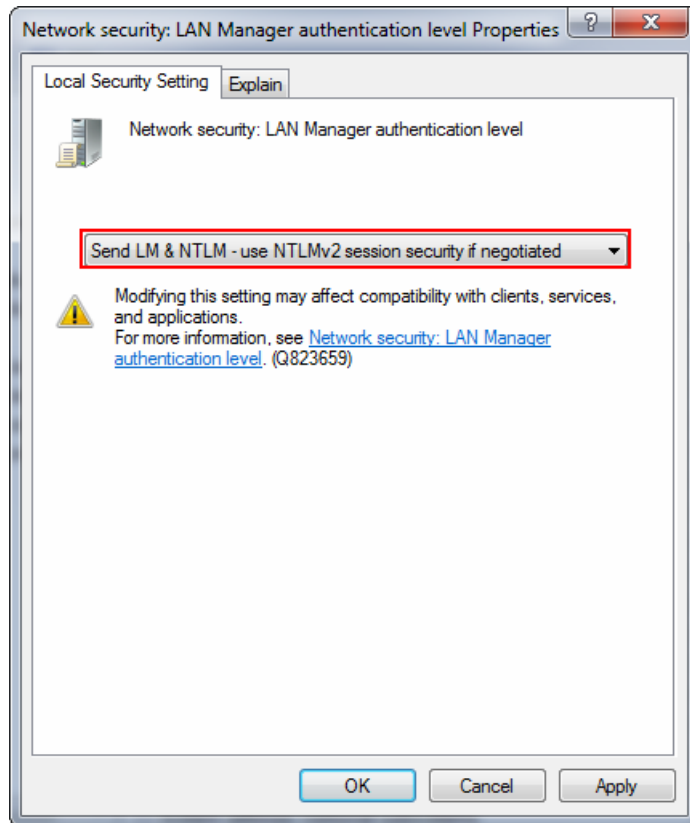 Network security: LAN Manager authentication level Properties
Local Security Setting
Explain
Network security: LAN Manager authentication level
Send LM & NTLM - use NTLMv2 session security if negotiated
Modifying this setting may affect compatibility with clients, services,
and applications.
For more information, see Network security: LAN Manager
authentication level. (Q823659)
OK
Cancel
Apply